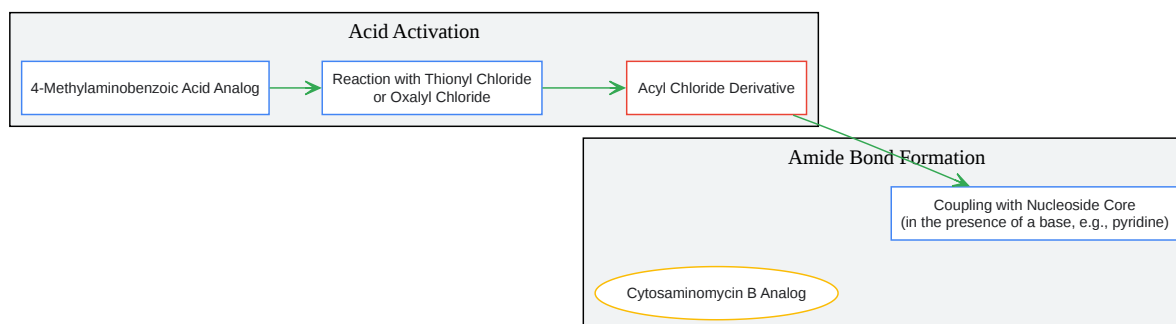 Acid Activation
4-Methylaminobenzoic Acid Analog
Reaction with Thionyl Chloride
or Oxalyl Chloride
Acyl Chloride Derivative
Amide Bond Formation
Coupling with Nucleoside Core
(in the presence of a base, e.g., pyridine)
Cytosaminomycin B Analog